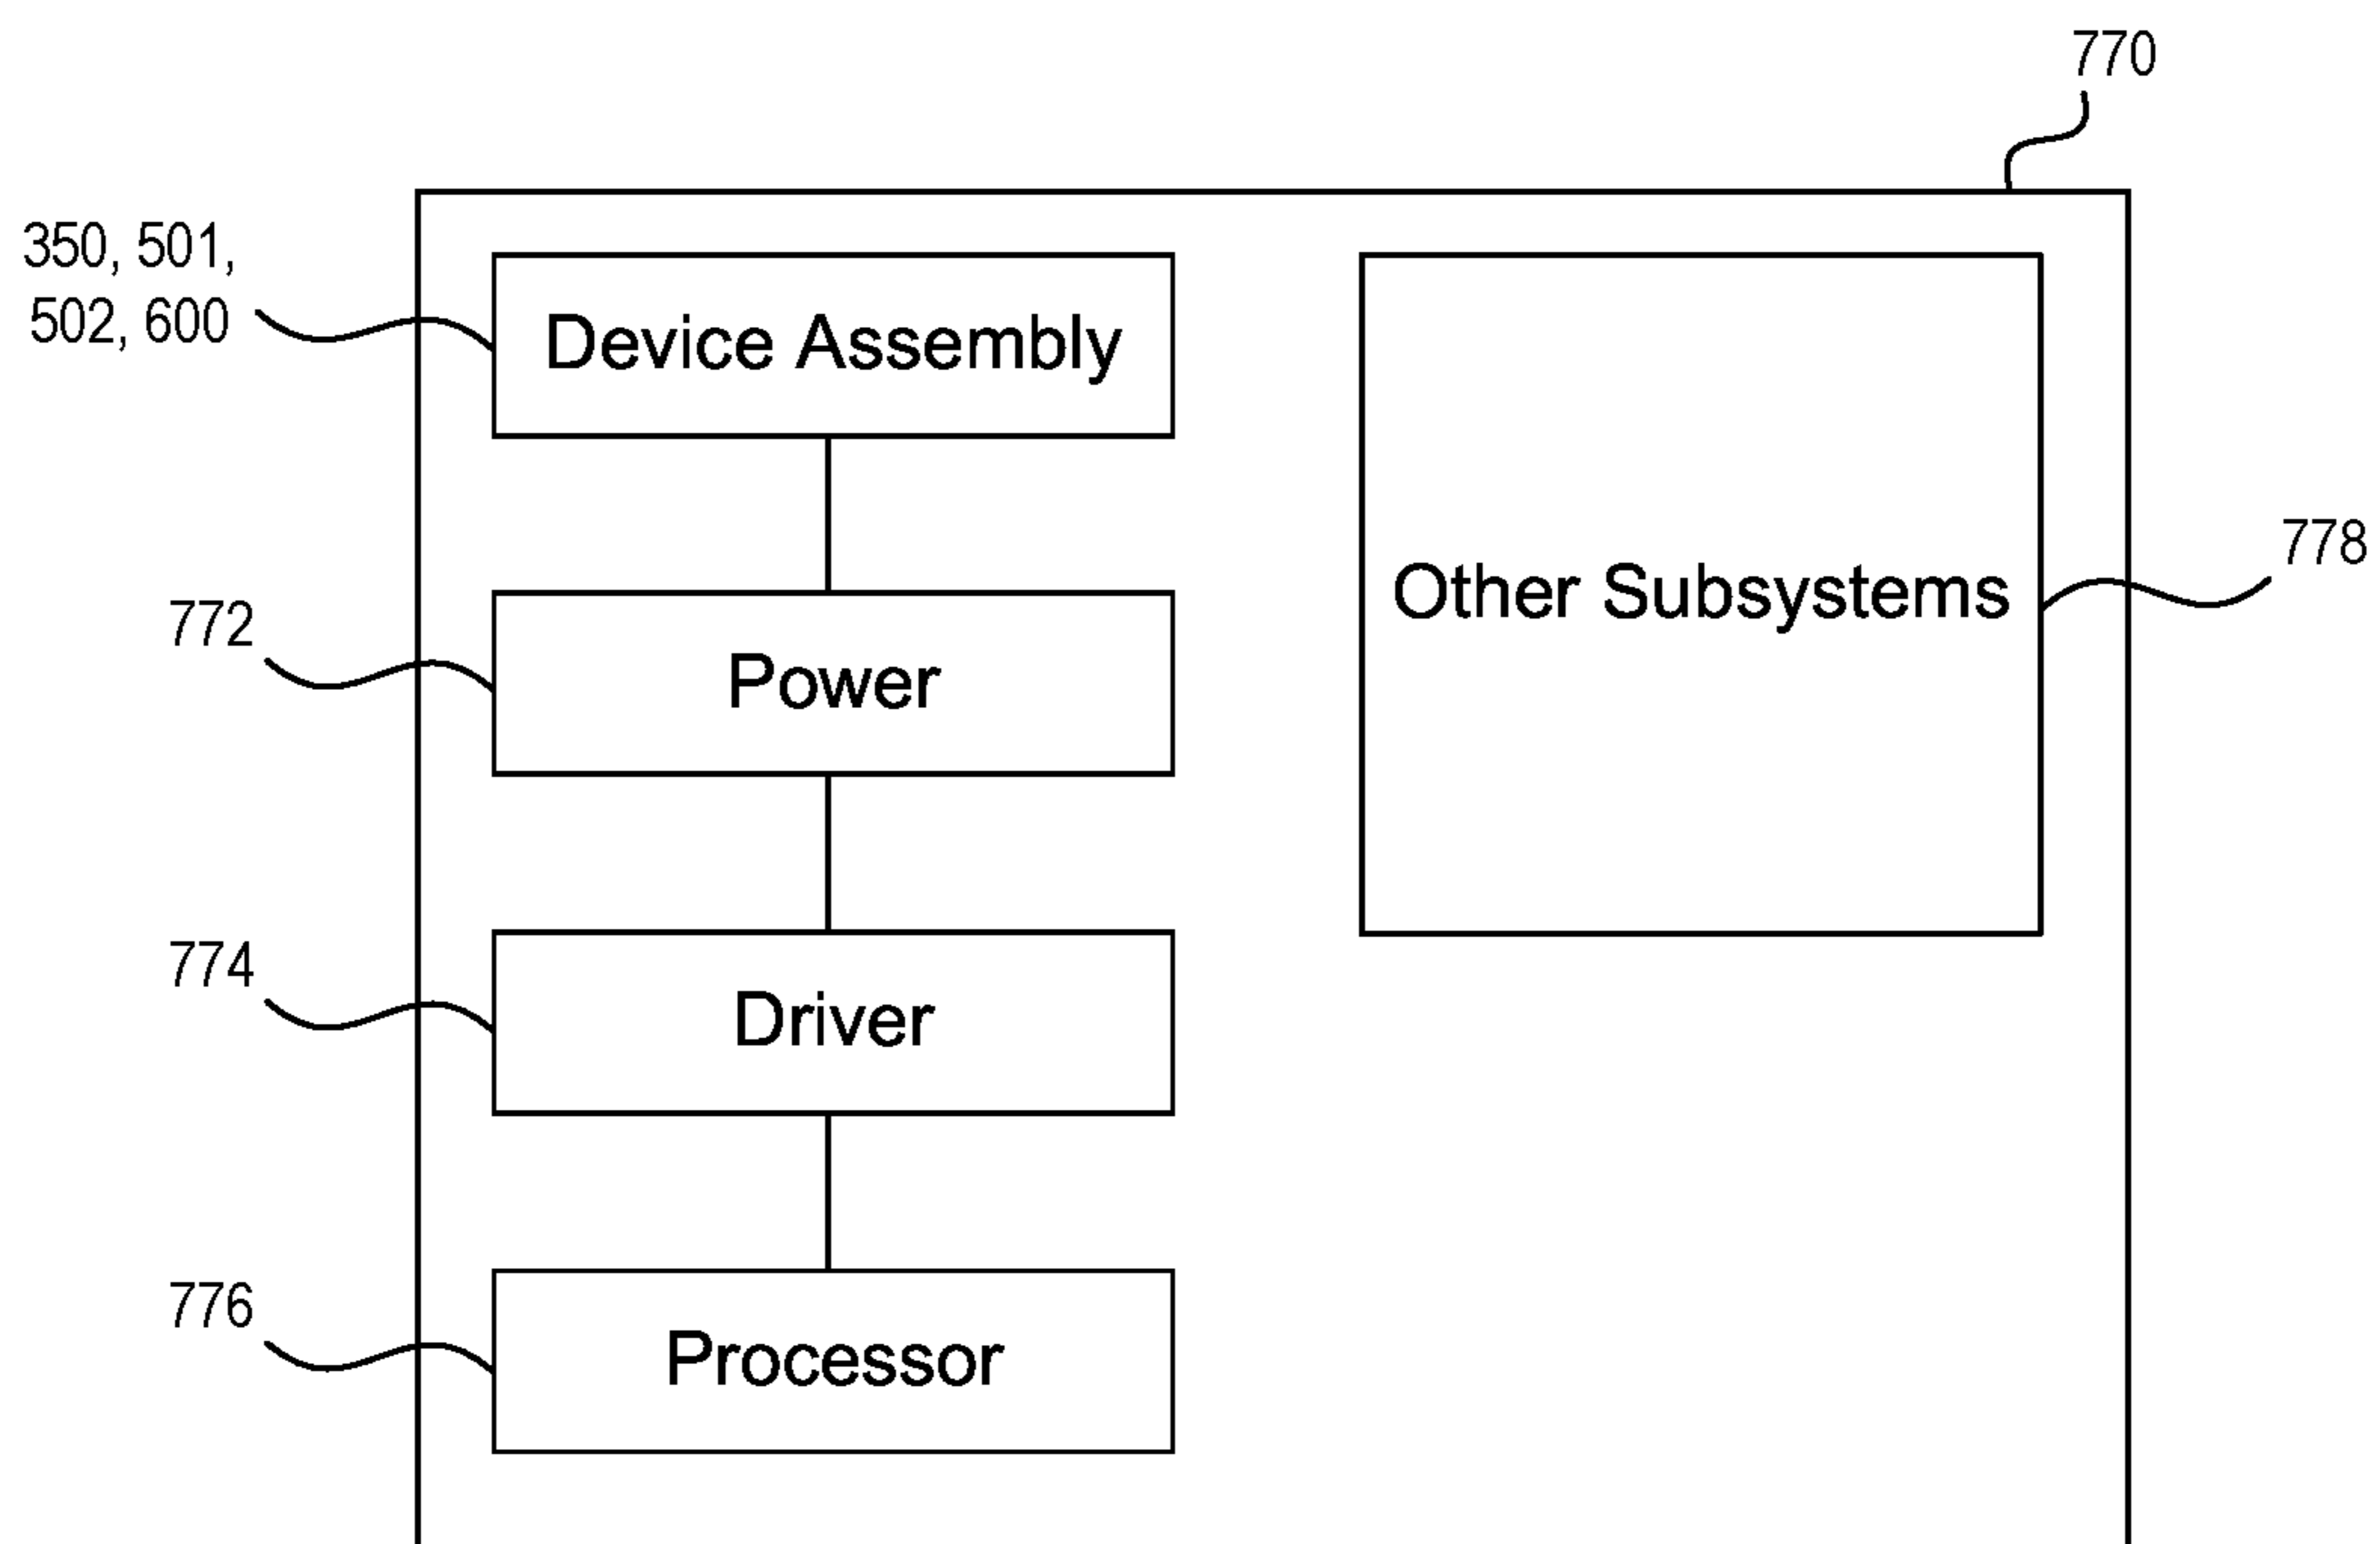 770
350, 501,
502, 600
Device Assembly
Other Subsystems
778
772
Power
774
Driver
776
Processor